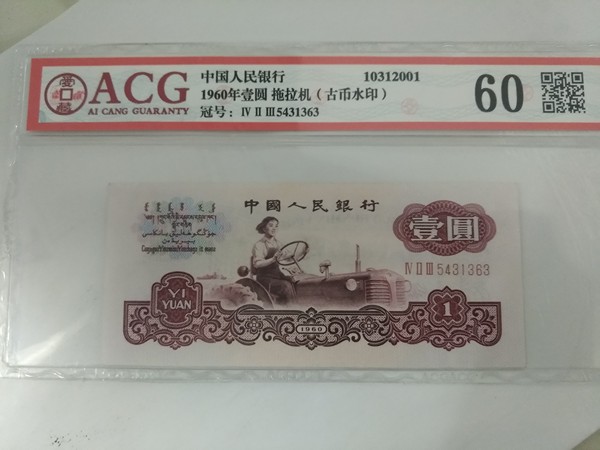 ACG
AI CANG GUARANTY
中国人民银行 10312001
1960年壹圆 拖拉机（古币水印）
冠号：Ⅳ Ⅱ Ⅲ5431363
60
中國人民銀行
壹圓
Ⅳ Ⅱ Ⅲ 5431363
YI
YUAN
1960
1